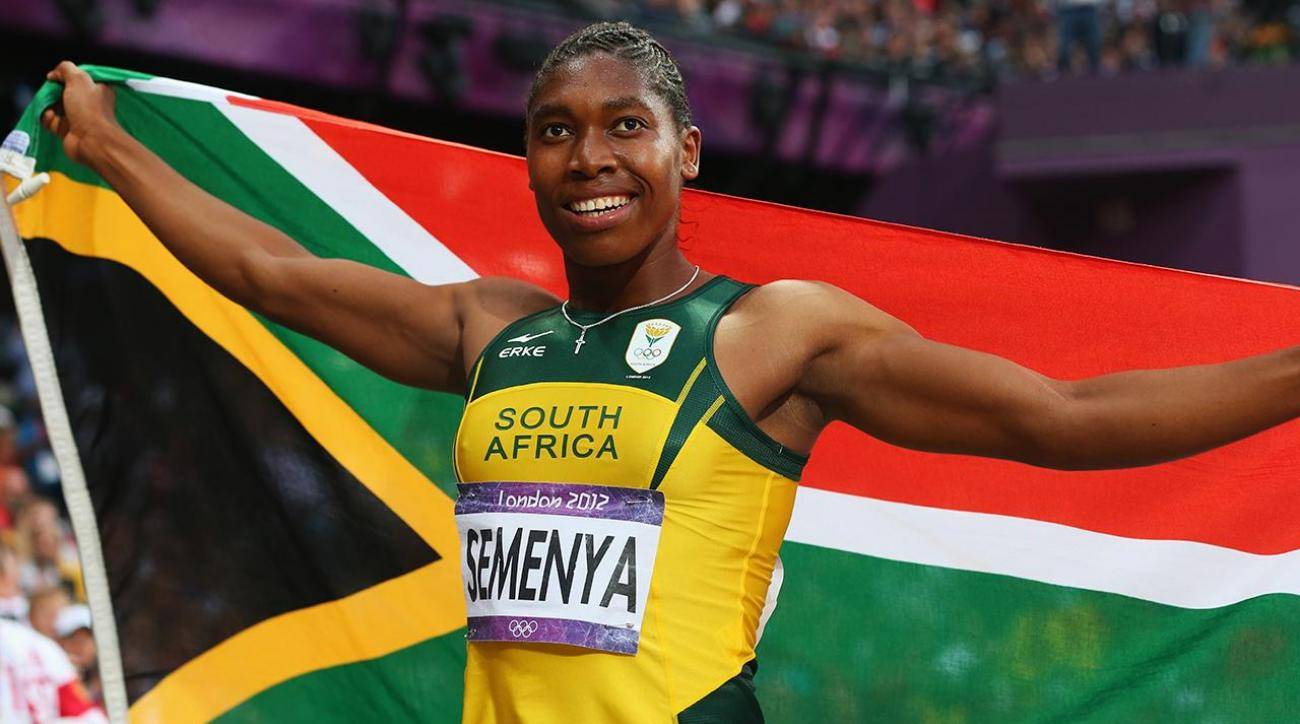 ERKE
SOUTH
AFRICA
London 2012
SEMENYA